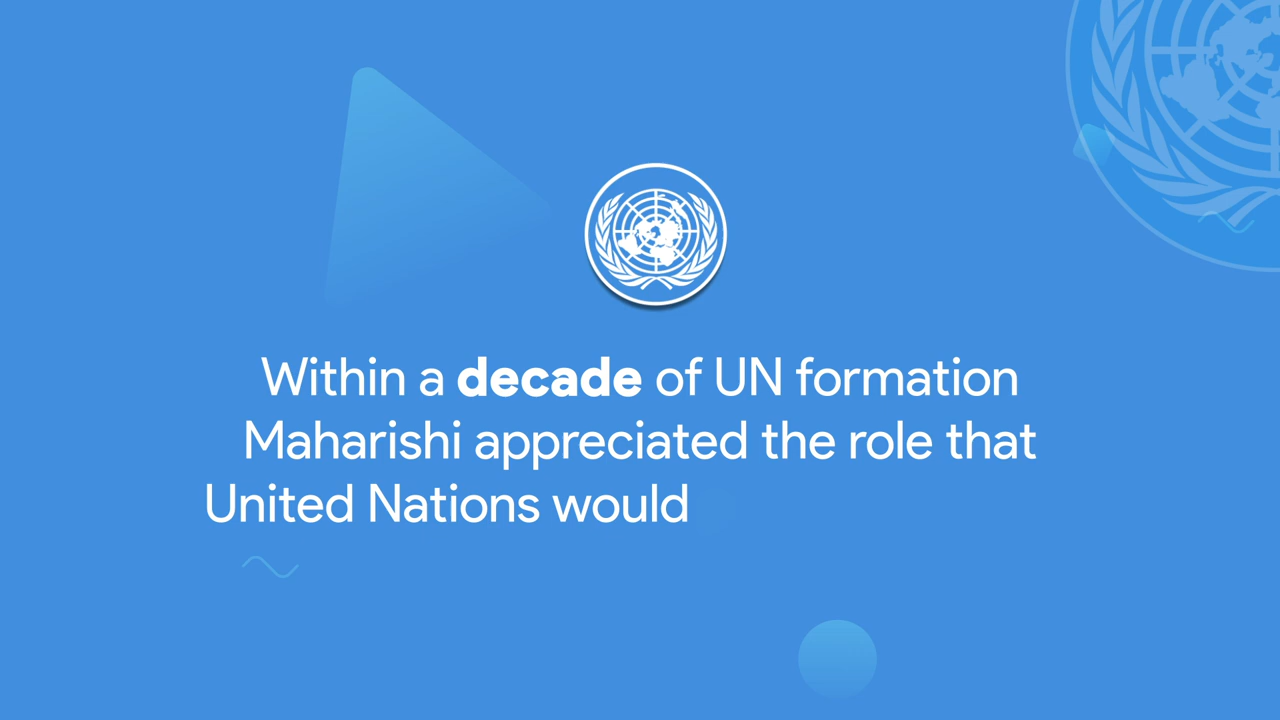 Within a decade of UN formation
Maharishi appreciated the role that
United Nations would